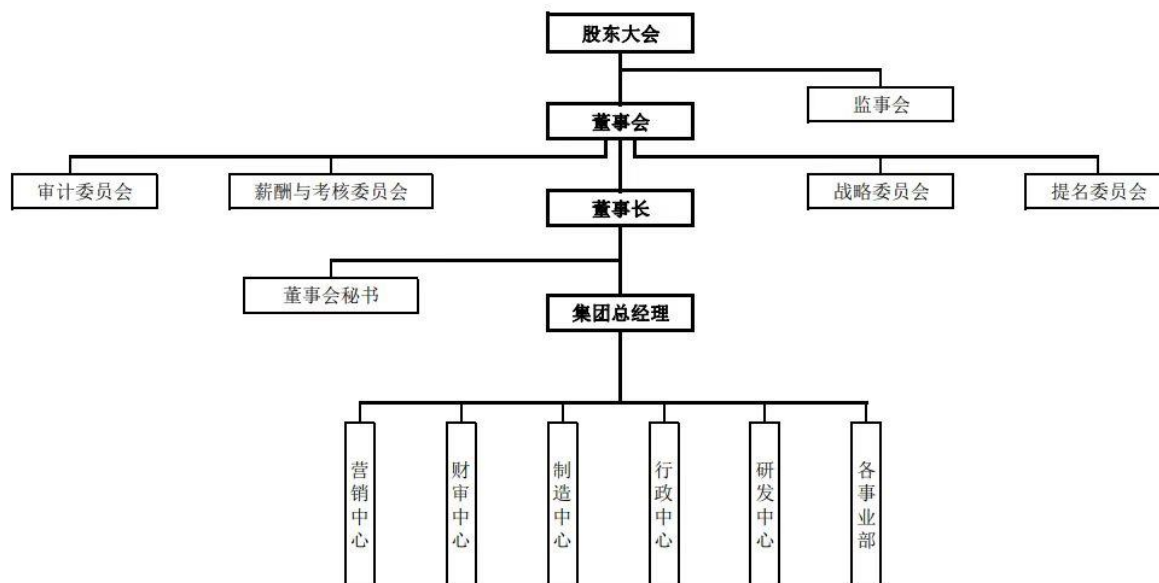 股东大会
监事会
董事会
审计委员会
薪酬与考核委员会
战略委员会
提名委员会
董事长
董事会秘书
集团总经理
营销中心
财审中心
制造中心
行政中心
研发中心
各事业部